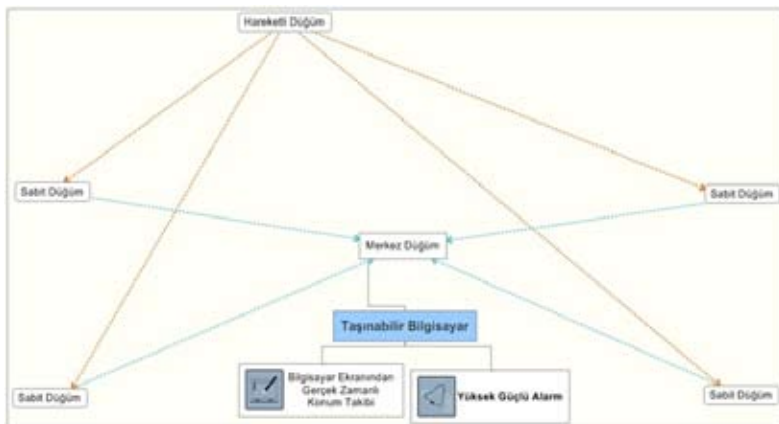 Hareketli Düğüm
Sabit Düğüm
Sabit Düğüm
Merkez Düğüm
Taşınabilir Bilgisayar
Bilgisayar Ekranından
Gerçek Zamanlı
Konum Takibi
Yüksek Güçlü Alarm
Sabit Düğüm
Sabit Düğüm